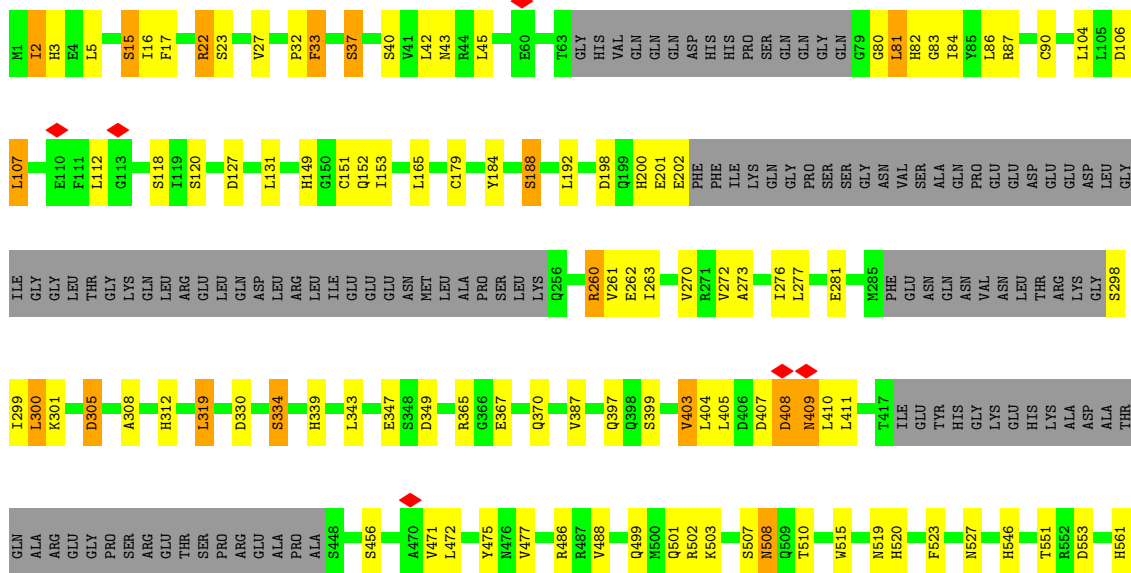 M1 I2 H3 E4 L5 S15 I16 F17 R22 S23 V27 P32 F33 S37 S40 V41 L42 N43 R44 L45 E60 T63 GLY HIS VAL GLN GLN GLN ASP HIS HIS PRO SER GLN GLN GLY GLN G79 G80 L81 H82 G83 I84 Y85 L86 R87 C90 L104 L105 D106
L107 E110 F111 L112 G113 S118 I119 S120 D127 L131 H149 G150 C151 Q152 I153 L165 C179 Y184 S188 L192 D198 Q199 H200 E201 E202 PHE PHE ILE LYS GLN GLY PRO SER SER GLY ASN VAL SER ALA GLN PRO GLU GLU ASP GLU GLU ASP LEU GLY
ILE GLY GLY LEU THR GLY LYS GLN LEU ARG GLU LEU GLN ASP LEU ARG LEU ILE GLU GLU GLU ASN MET LEU ALA PRO SER LEU LYS Q256 R260 V261 E262 I263 V270 R271 V272 A273 I276 L277 E281 M285 PHE GLU ASN GLN ASN VAL ASN LEU THR ARG LYS GLY S298
I299 L300 K301 D305 A308 H312 L319 D330 S334 H339 L343 E347 S348 D349 R365 G366 E367 Q370 V387 Q397 Q398 S399 V403 L404 L405 D406 D407 D408 N409 L410 L411 T417 ILE GLU TYR HIS GLY LYS GLU HIS LYS ALA ASP ALA THR
GLN ALA ARG GLU GLY PRO SER ARG GLU THR SER PRO ARG GLU ALA PRO ALA S448 S456 A470 V471 L472 Y475 N476 V477 R486 R487 V488 Q499 M500 Q501 R502 K503 S507 N508 Q509 T510 W515 N519 H520 F523 N527 H546 T551 R552 D553 H561